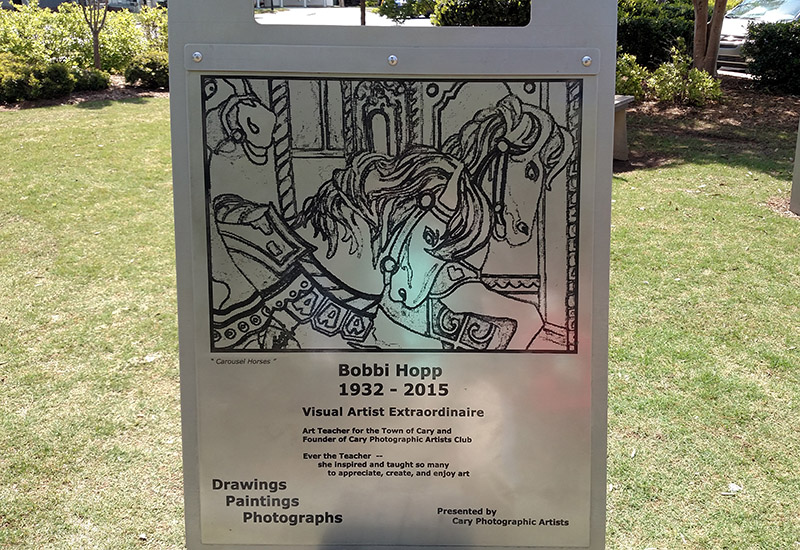 " Carousel Horses "
Bobbi Hopp
1932 - 2015
Visual Artist Extraordinaire
Art Teacher for the Town of Cary and
Founder of Cary Photographic Artists Club
Ever the Teacher --
she inspired and taught so many
to appreciate, create, and enjoy art
Drawings
Paintings
Photographs
Presented by
Cary Photographic Artists